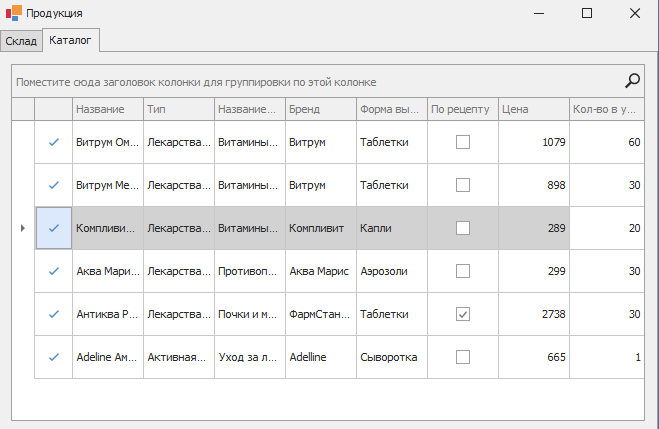 Продукция
Склад Каталог
Поместите сюда заголовок колонки для группировки по этой колонке
Название Тип Название... Бренд Форма вы... По рецепту Цена Кол-во в у...
Витрум Ом... Лекарства... Витамины... Витрум Таблетки 1079 60
Витрум Ме... Лекарства... Витамины... Витрум Таблетки 898 30
Компливи... Лекарства... Витамины... Компливит Капли 289 20
Аква Мари... Лекарства... Противоп... Аква Марис Аэрозоли 299 30
Антиква Р... Лекарства... Почки и м... ФармСтан... Таблетки 2738 30
Adeline Ам... Активная... Уход за л... Adelline Сыворотка 665 1